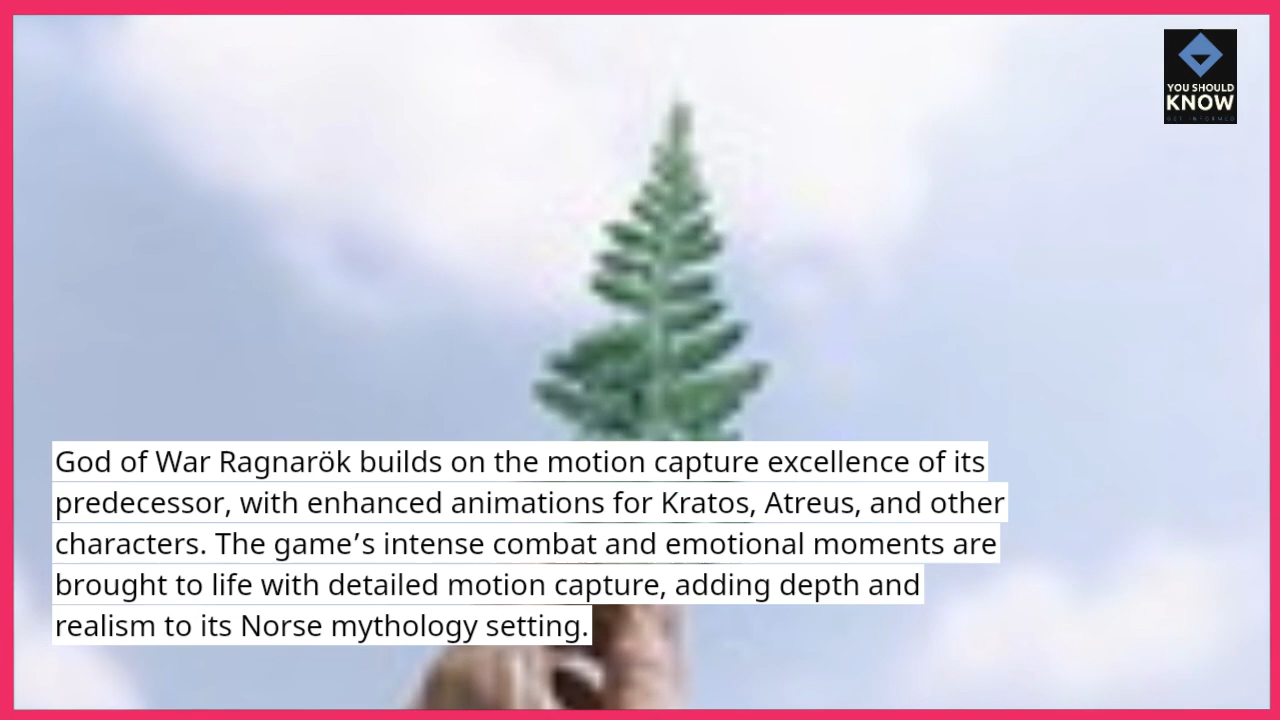 YOU SHOULD
KNOW
GET INFORMED
God of War Ragnarök builds on the motion capture excellence of its
predecessor, with enhanced animations for Kratos, Atreus, and other
characters. The game’s intense combat and emotional moments are
brought to life with detailed motion capture, adding depth and
realism to its Norse mythology setting.